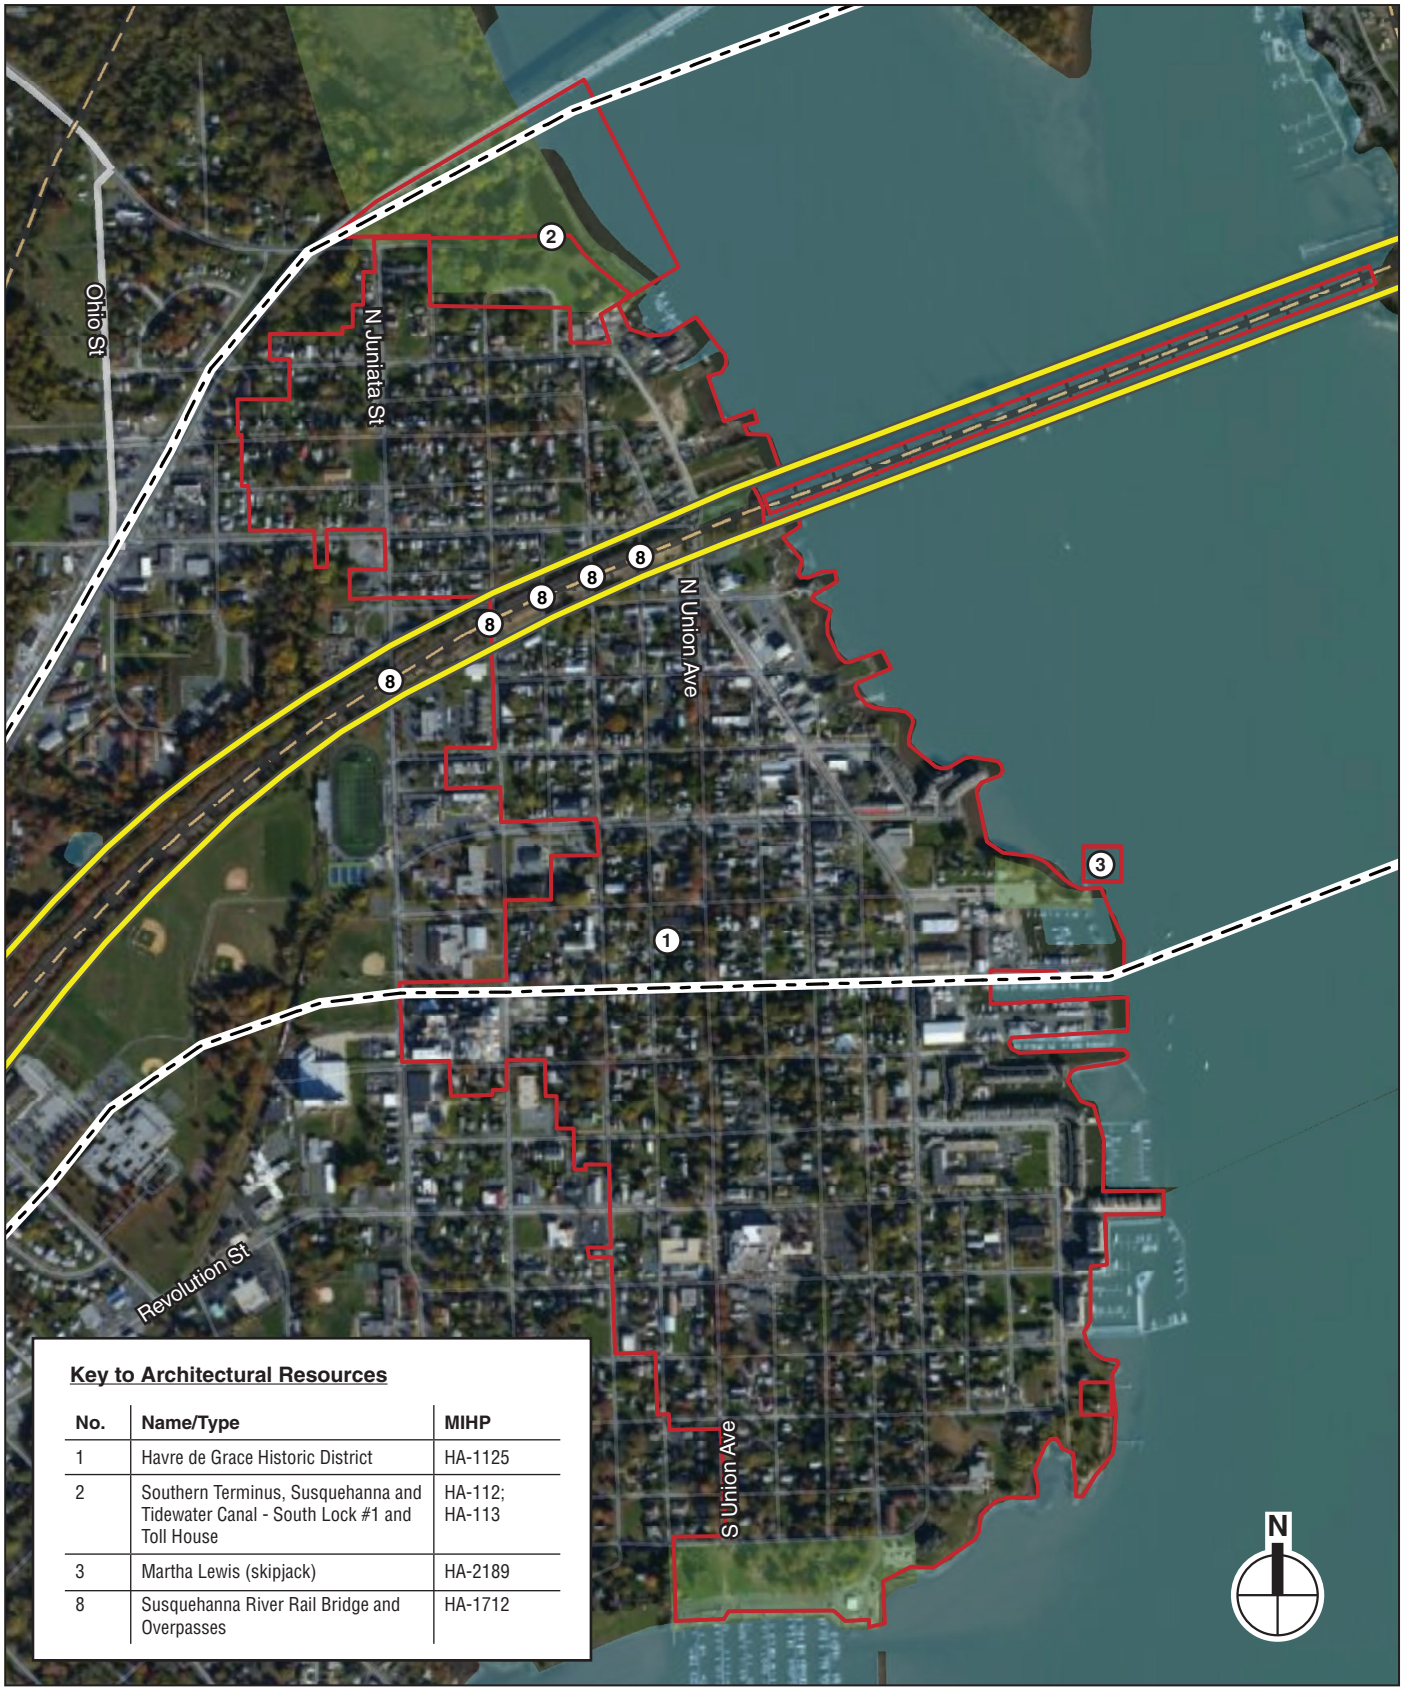 2
Ohio St
N Juniata St
8
8
8
8
8
N Union Ave
3
1
Revolution St
S Union Ave
Key to Architectural Resources
No. Name/Type MIHP
1 Havre de Grace Historic District HA-1125
2 Southern Terminus, Susquehanna and HA-112;
Tidewater Canal - South Lock #1 and HA-113
Toll House
3 Martha Lewis (skipjack) HA-2189
8 Susquehanna River Rail Bridge and HA-1712
Overpasses
N